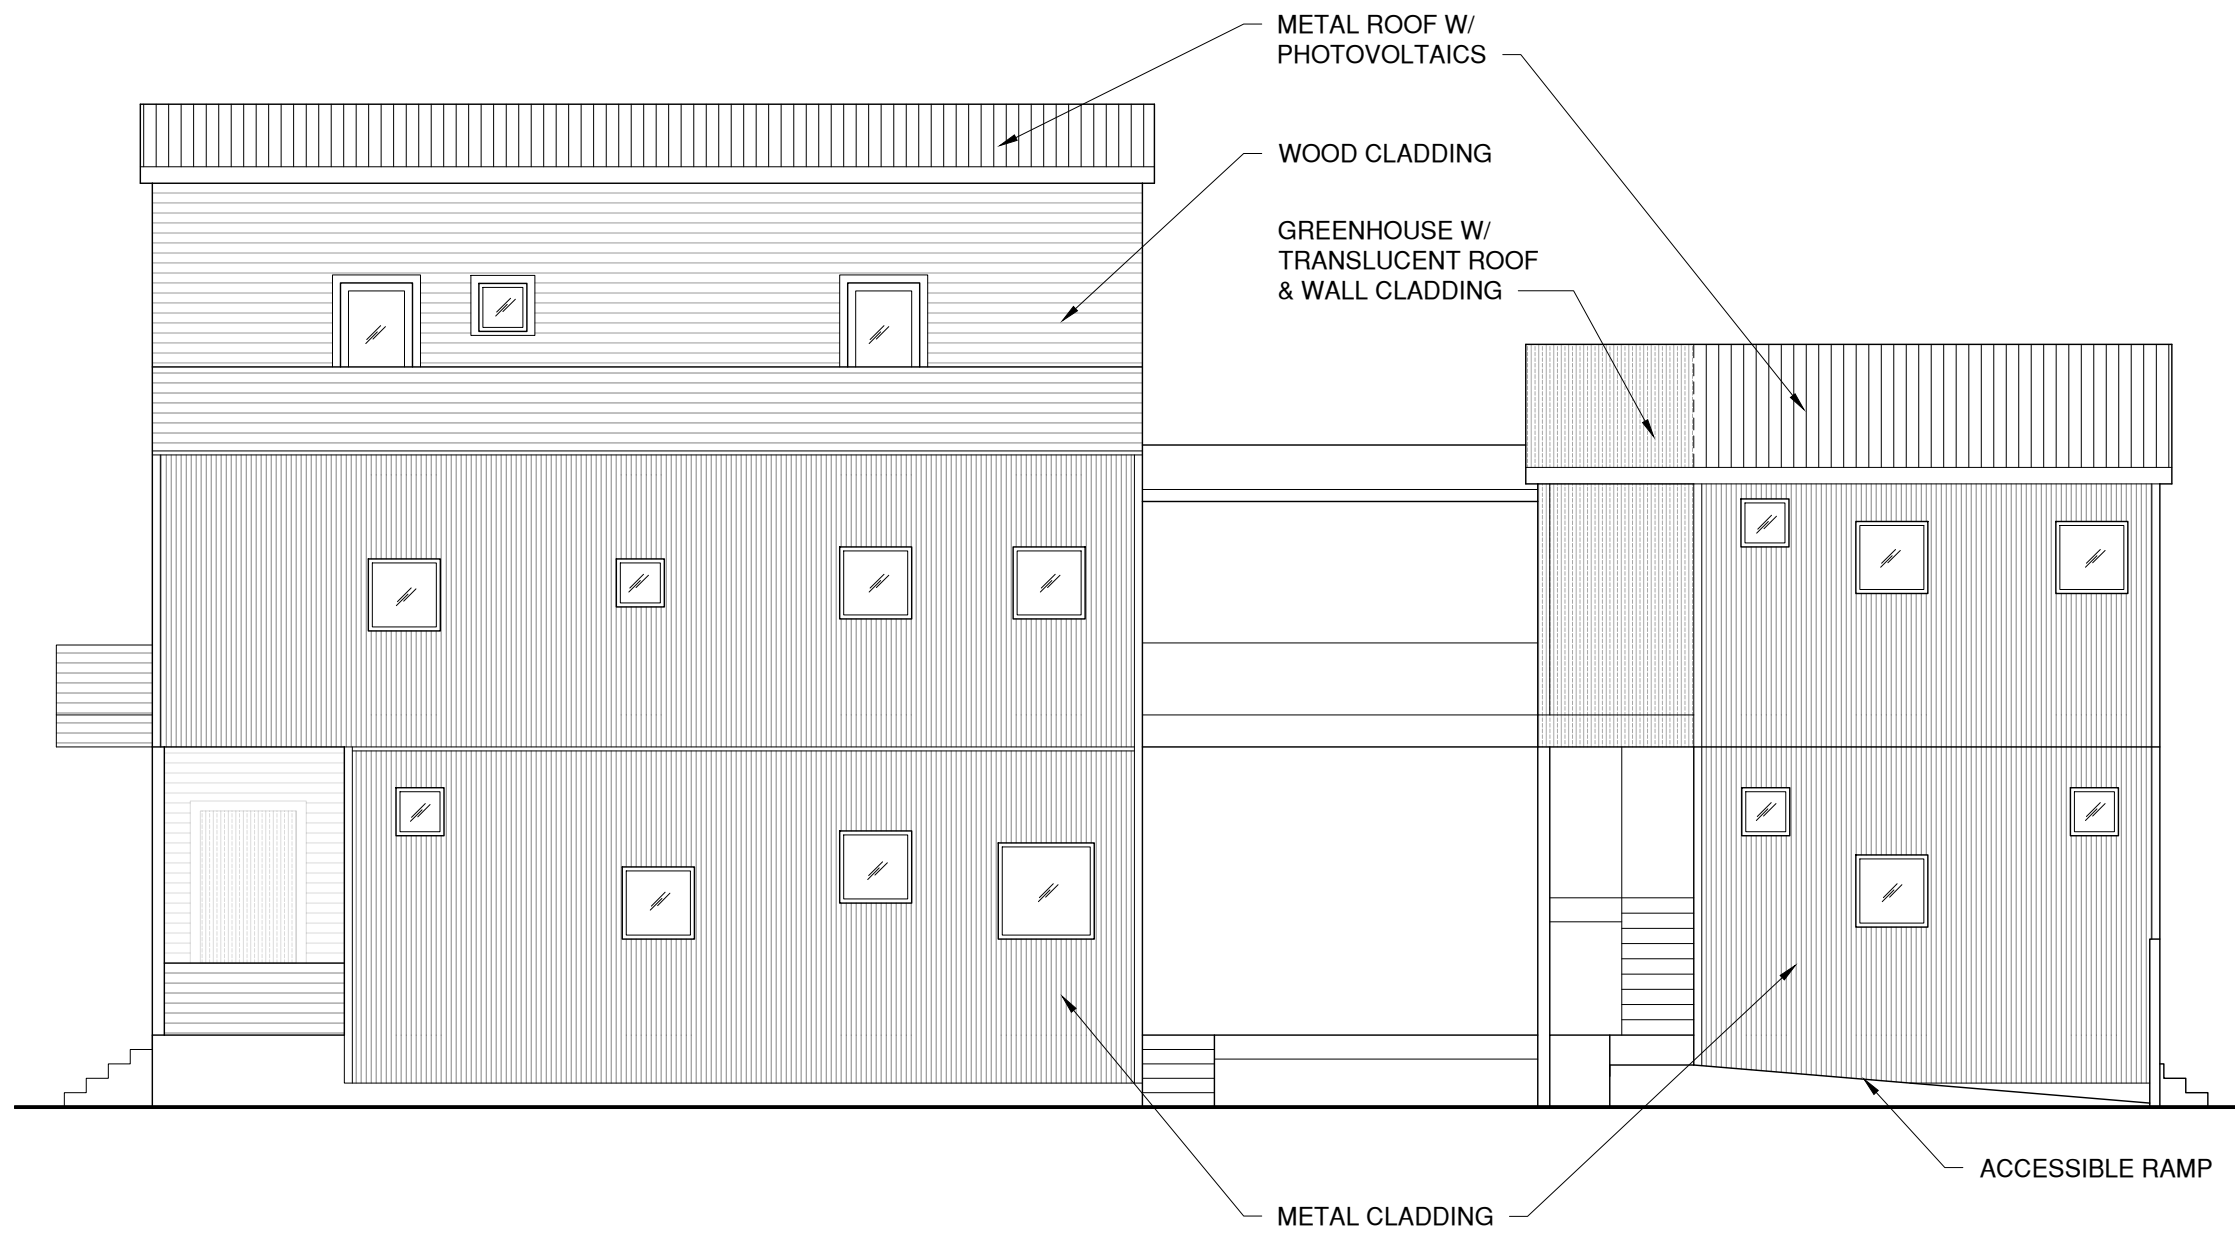 METAL ROOF W/
PHOTOVOLTAICS
WOOD CLADDING
GREENHOUSE W/
TRANSLUCENT ROOF
& WALL CLADDING
ACCESSIBLE RAMP
METAL CLADDING